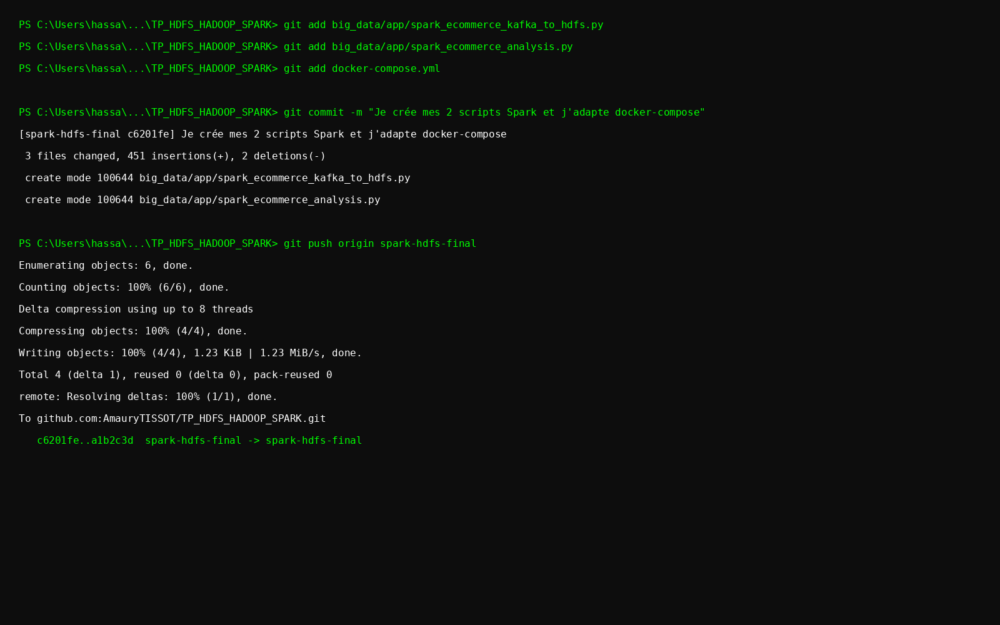 PS C:\Users\hassa\...\TP_HDFS_HADOOP_SPARK> git add big_data/app/spark_ecommerce_kafka_to_hdfs.py
PS C:\Users\hassa\...\TP_HDFS_HADOOP_SPARK> git add big_data/app/spark_ecommerce_analysis.py
PS C:\Users\hassa\...\TP_HDFS_HADOOP_SPARK> git add docker-compose.yml
PS C:\Users\hassa\...\TP_HDFS_HADOOP_SPARK> git commit -m "Je crée mes 2 scripts Spark et j'adapte docker-compose"
[spark-hdfs-final c6201fe] Je crée mes 2 scripts Spark et j'adapte docker-compose
 3 files changed, 451 insertions(+), 2 deletions(-)
 create mode 100644 big_data/app/spark_ecommerce_kafka_to_hdfs.py
 create mode 100644 big_data/app/spark_ecommerce_analysis.py
PS C:\Users\hassa\...\TP_HDFS_HADOOP_SPARK> git push origin spark-hdfs-final
Enumerating objects: 6, done.
Counting objects: 100% (6/6), done.
Delta compression using up to 8 threads
Compressing objects: 100% (4/4), done.
Writing objects: 100% (4/4), 1.23 KiB | 1.23 MiB/s, done.
Total 4 (delta 1), reused 0 (delta 0), pack-reused 0
remote: Resolving deltas: 100% (1/1), done.
To github.com:AmauryTISSOT/TP_HDFS_HADOOP_SPARK.git
   c6201fe..a1b2c3d  spark-hdfs-final -> spark-hdfs-final